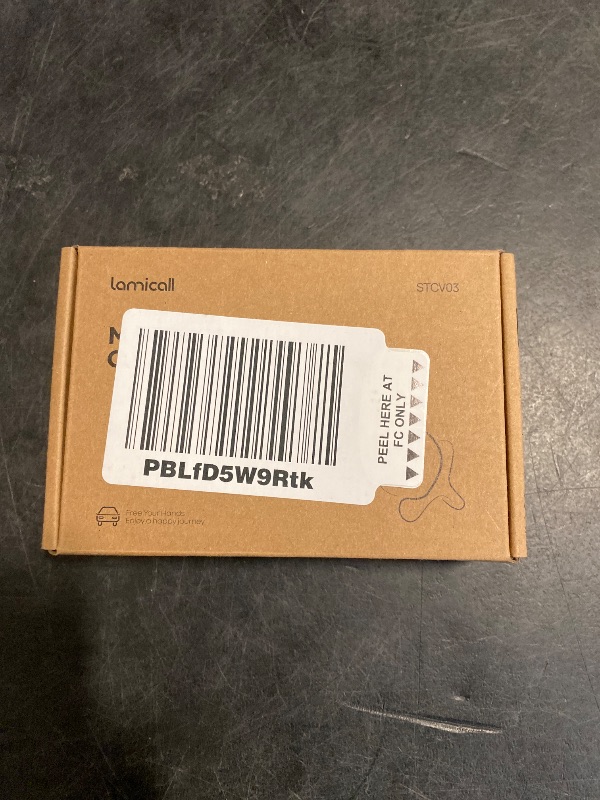 Lamicall
STCV03
PBLfD5W9Rtk
PEEL HERE AT
FC ONLY
Free Your Hands
Enjoy a happy journey